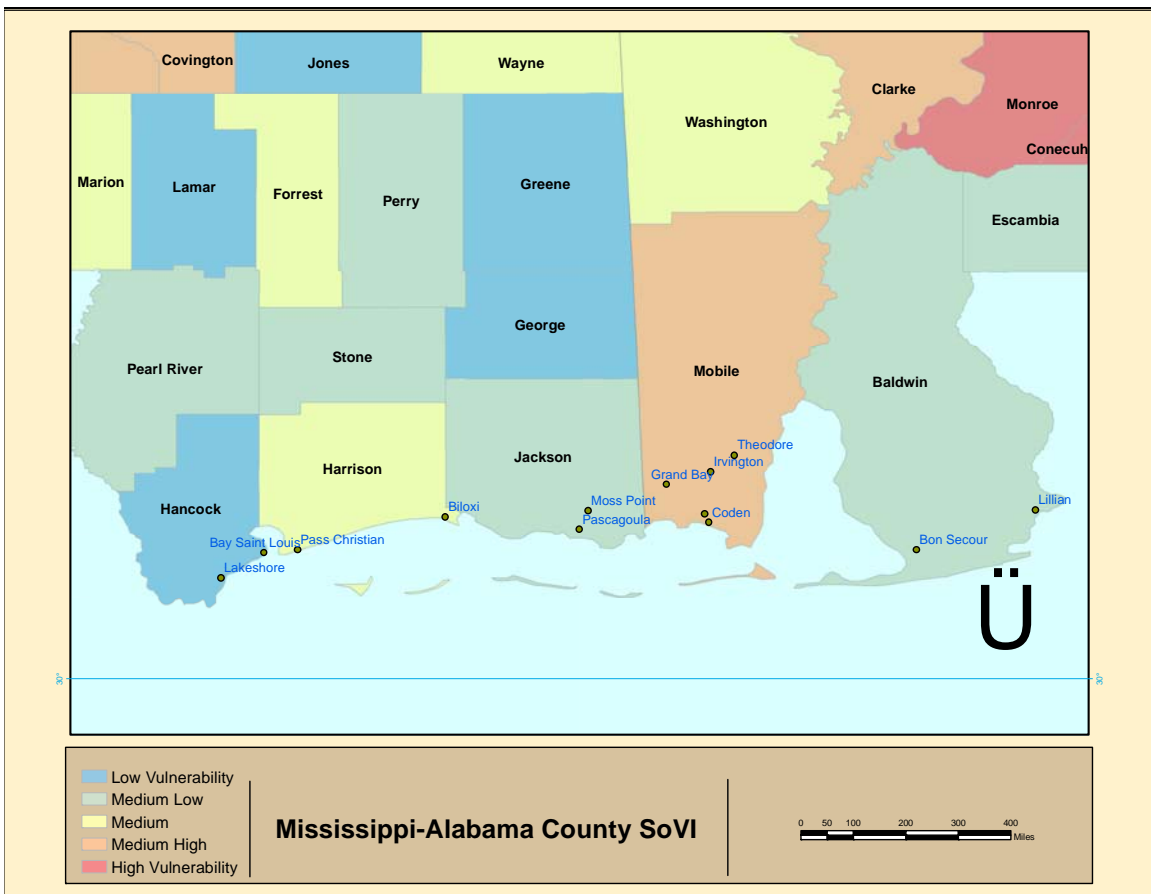 Covington
Jones
Wayne
Clarke
Monroe
Washington
Conecuh
Marion
Lamar
Forrest
Perry
Greene
Escambia
George
Stone
Pearl River
Mobile
Baldwin
Theodore
Irvington
Grand Bay
Harrison
Jackson
Hancock
Biloxi
Moss Point
Pascagoula
Coden
Lillian
Bay Saint Louis
Pass Christian
Bon Secour
Lakeshore
Ü
30°
30°
Low Vulnerability
Medium Low
Medium
Medium High
High Vulnerability
Mississippi-Alabama County SoVI
0 50 100 200 300 400
Miles